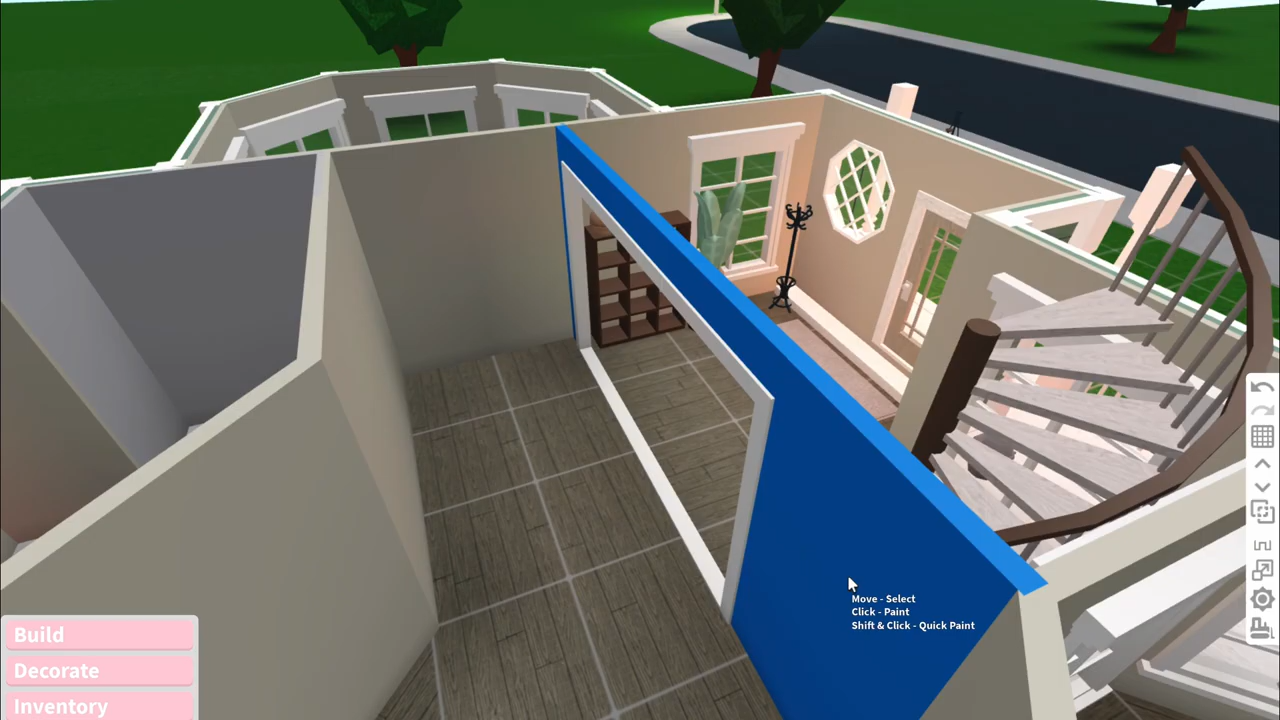 Move - Select
Click - Paint
Shift & Click - Quick Paint
Build
Decorate
Inventory